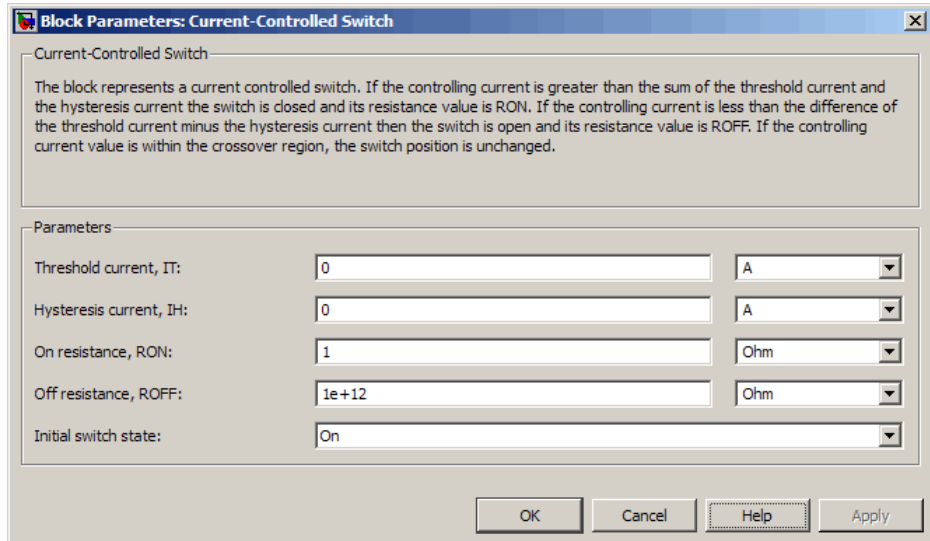 Block Parameters: Current-Controlled Switch
Current-Controlled Switch
The block represents a current controlled switch. If the controlling current is greater than the sum of the threshold current and
the hysteresis current the switch is closed and its resistance value is RON. If the controlling current is less than the difference of
the threshold current minus the hysteresis current then the switch is open and its resistance value is ROFF. If the controlling
current value is within the crossover region, the switch position is unchanged.
Parameters
Threshold current, IT: 0 A
Hysteresis current, IH: 0 A
On resistance, RON: 1 Ohm
Off resistance, ROFF: 1e+12 Ohm
Initial switch state: On
OK Cancel Help Apply